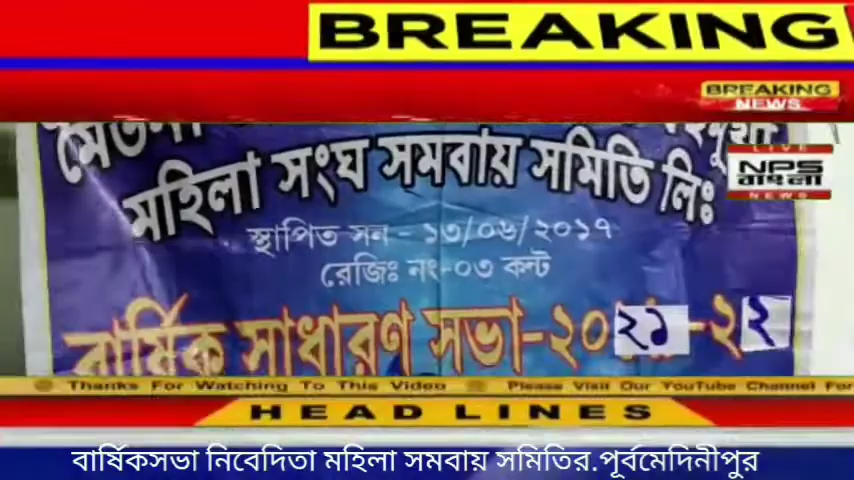 BREAKING
BREAKING
NEWS
LIVE
NPS
বাংলা
NEWS
মহিলা সংঘ সমবায় সমিতি লিঃ
স্থাপিত সন - ১৩/০৬/২০১৭
রেজিঃ নং-০৩ কন্ট
বার্ষিক সাধারণ সভা-২০২১-২২
Thanks For Watching To This Video Please Visit Our YouTube Channel For
HEAD LINES
বার্ষিকসভা নিবেদিতা মহিলা সমবায় সমিতির.পূর্বমেদিনীপুর